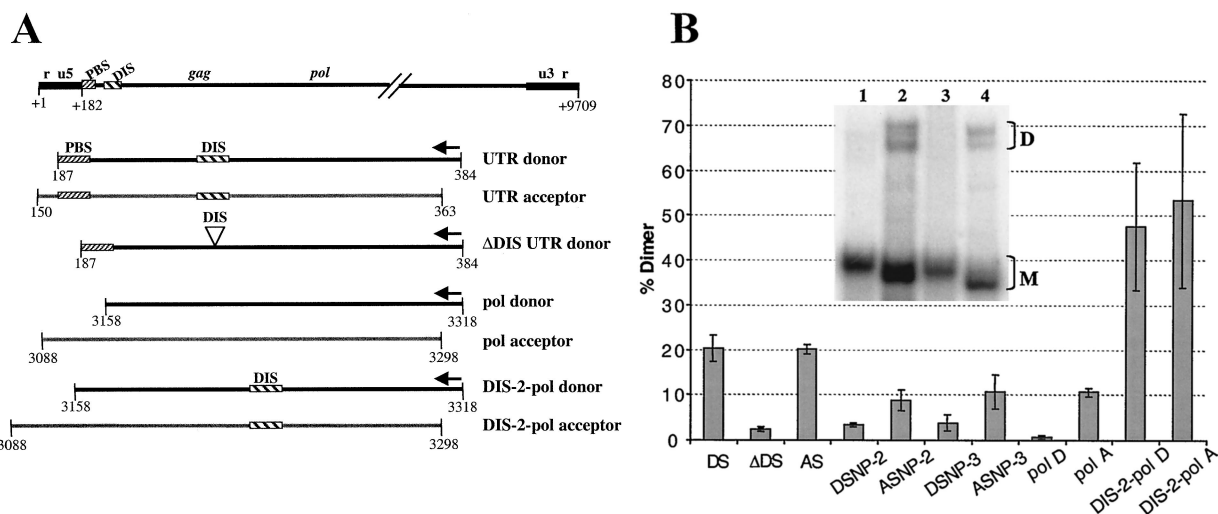 A
r u5 PBS DIS gag pol u3 r
+1 +182 +9709
PBS DIS
UTR donor
187 384
UTR acceptor
150 363
DIS
ΔDIS UTR donor
187 384
pol donor
3158 3318
pol acceptor
3088 3298
DIS
DIS-2-pol donor
3158 3318
DIS-2-pol acceptor
3088 3298
B
% Dimer
80
70
60
50
40
30
20
10
0
1 2 3 4
D
M
DS ΔDS AS DSNP-2 ASNP-2 DSNP-3 ASNP-3 pol D pol A DIS-2-pol D DIS-2-pol A